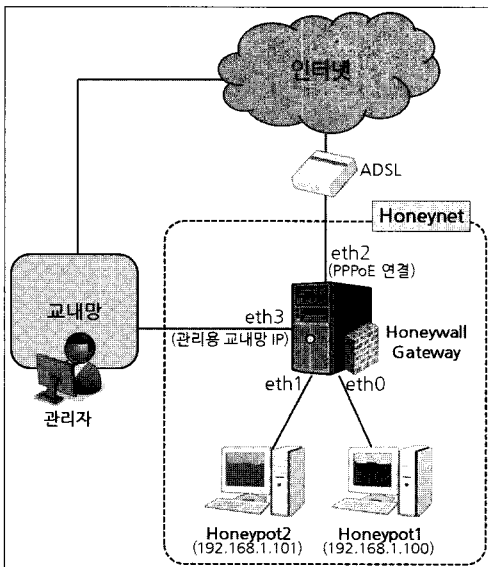 인터넷
ADSL
Honeynet
eth2
(PPPoE 연결)
교내망
eth3
(관리용 교내망 IP)
Honeywall
Gateway
관리자
eth1
eth0
Honeypot2
(192.168.1.101)
Honeypot1
(192.168.1.100)